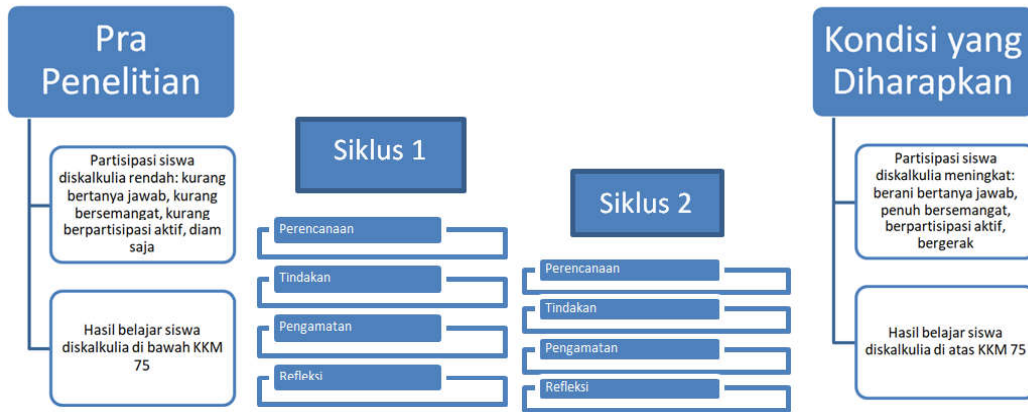 Pra
Penelitian
Partisipasi siswa
diskalkulia rendah: kurang
bertanya jawab, kurang
bersemangat, kurang
berpartisipasi aktif, diam
saja
Hasil belajar siswa
diskalkulia di bawah KKM
75
Siklus 1
Perencanaan
Tindakan
Pengamatan
Refleksi
Siklus 2
Perencanaan
Tindakan
Pengamatan
Refleksi
Kondisi yang
Diharapkan
Partisipasi siswa
diskalkulia meningkat:
berani bertanya jawab,
penuh bersemangat,
berpartisipasi aktif,
bergerak
Hasil belajar siswa
diskalkulia di atas KKM 75